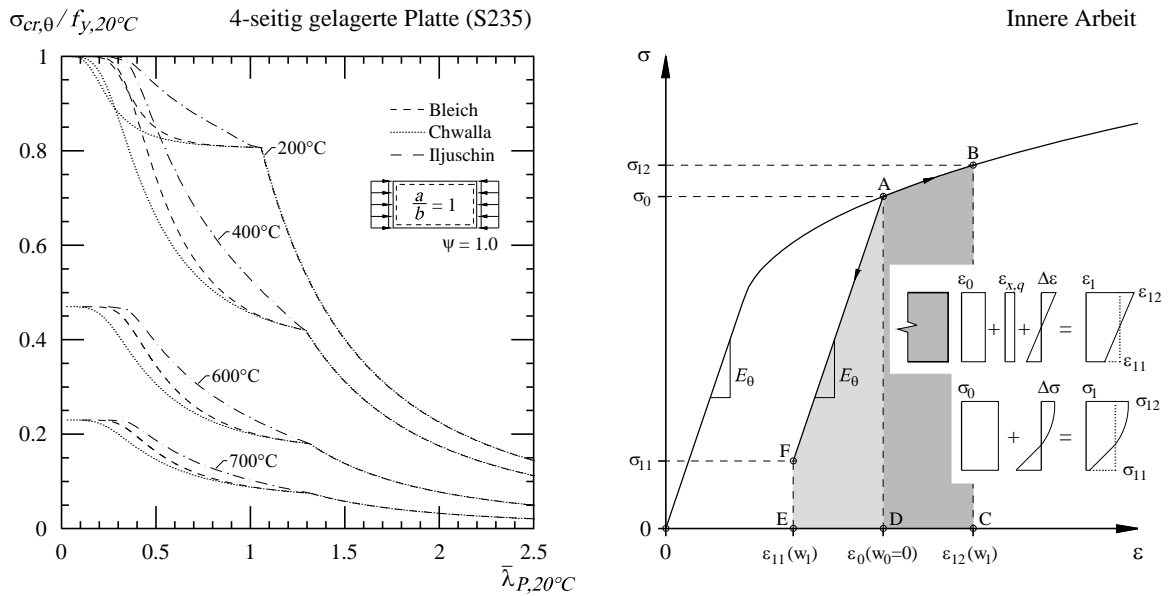 σcr,θ / fy,20°C
4-seitig gelagerte Platte (S235)
1
0.8
0.6
0.4
0.2
0
0
0.5
1
1.5
2
2.5
λ̄P,20°C
Bleich
Chwalla
Iljuschin
200°C
400°C
600°C
700°C
a/b = 1
ψ = 1.0
Innere Arbeit
σ
σ12
σ0
σ11
0
0
A
B
F
E
D
C
Eθ
Eθ
ε11(w1)
ε0(w0=0)
ε12(w1)
ε
ε0 εx,q Δε ε1
ε12
+ + =
ε11
σ0 Δσ σ1
σ12
+ =
σ11